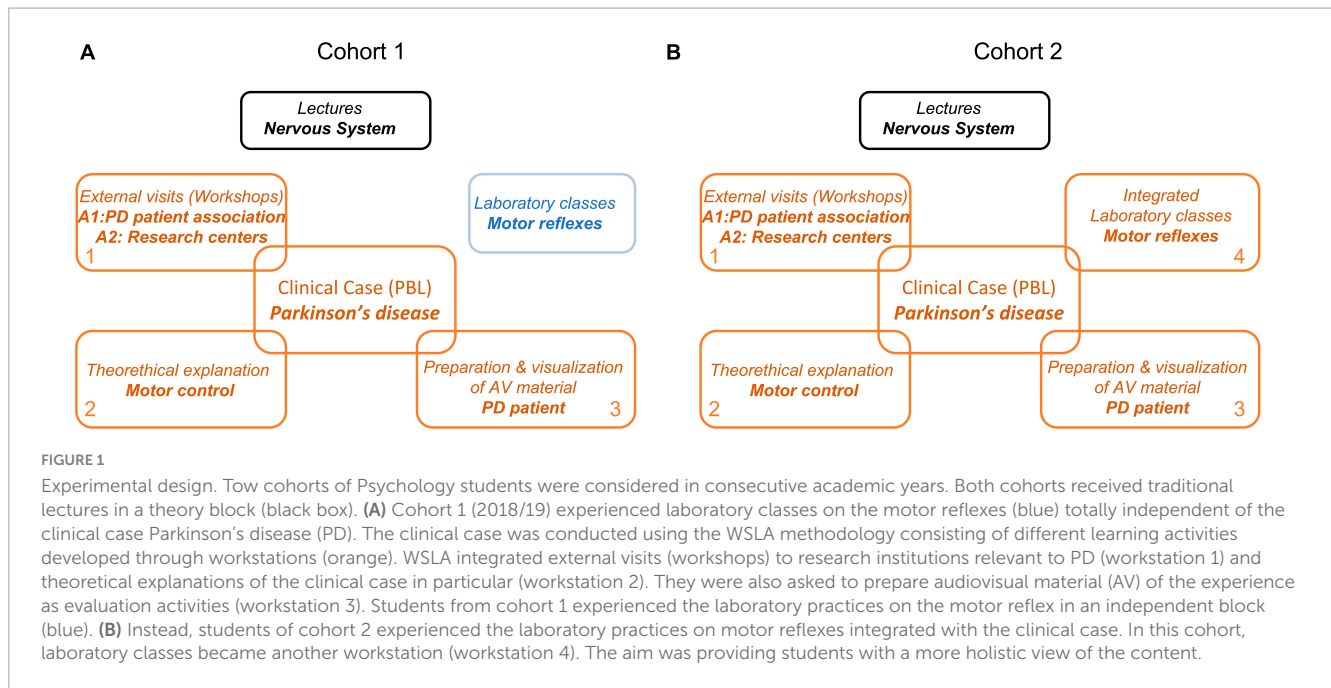 A
Cohort 1
Lectures
Nervous System
External visits (Workshops)
A1:PD patient association
A2: Research centers
1
Laboratory classes
Motor reflexes
Clinical Case (PBL)
Parkinson's disease
Theorethical explanation
Motor control
2
Preparation & visualization
of AV material
PD patient
3
B
Cohort 2
Lectures
Nervous System
External visits (Workshops)
A1:PD patient association
A2: Research centers
1
Integrated
Laboratory classes
Motor reflexes
4
Clinical Case (PBL)
Parkinson's disease
Theorethical explanation
Motor control
2
Preparation & visualization
of AV material
PD patient
3
FIGURE 1
Experimental design. Tow cohorts of Psychology students were considered in consecutive academic years. Both cohorts received traditional
lectures in a theory block (black box). (A) Cohort 1 (2018/19) experienced laboratory classes on the motor reflexes (blue) totally independent of the
clinical case Parkinson's disease (PD). The clinical case was conducted using the WSLA methodology consisting of different learning activities
developed through workstations (orange). WSLA integrated external visits (workshops) to research institutions relevant to PD (workstation 1) and
theoretical explanations of the clinical case in particular (workstation 2). They were also asked to prepare audiovisual material (AV) of the experience
as evaluation activities (workstation 3). Students from cohort 1 experienced the laboratory practices on the motor reflex in an independent block
(blue). (B) Instead, students of cohort 2 experienced the laboratory practices on motor reflexes integrated with the clinical case. In this cohort,
laboratory classes became another workstation (workstation 4). The aim was providing students with a more holistic view of the content.